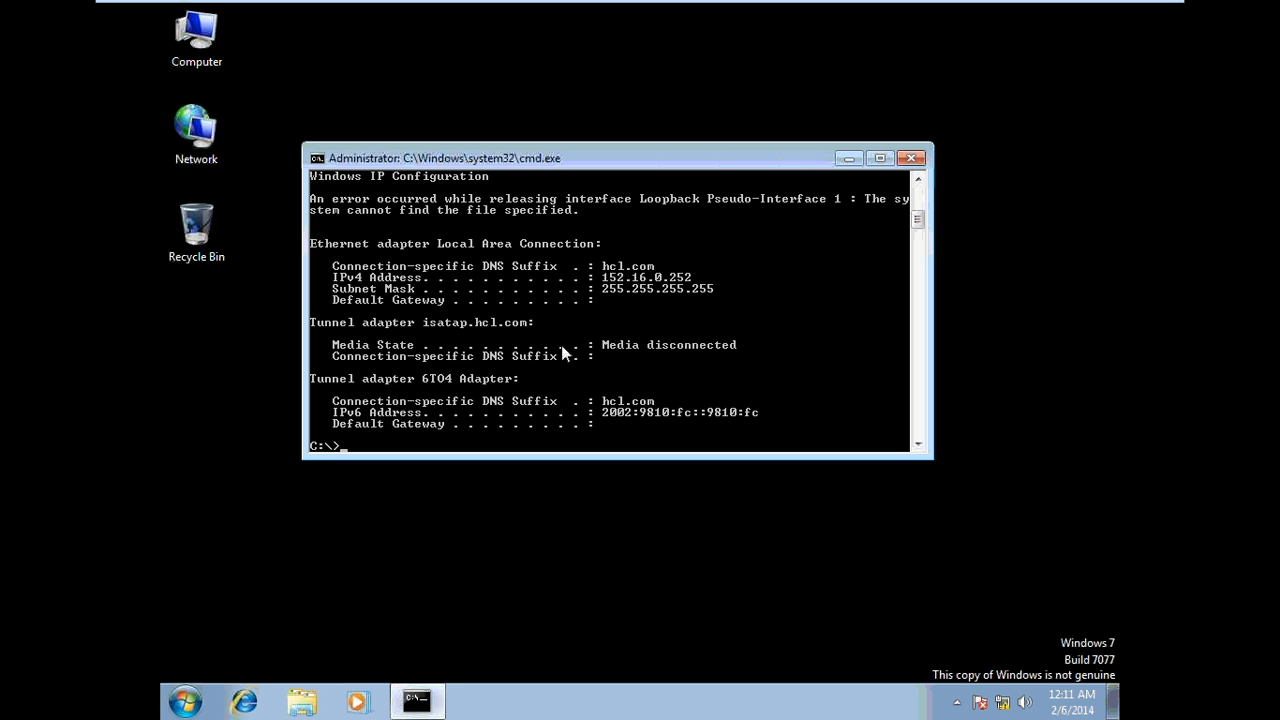 Computer
Network
Recycle Bin
Administrator: C:\Windows\system32\cmd.exe
Windows IP Configuration
An error occurred while releasing interface Loopback Pseudo-Interface 1 : The sy
stem cannot find the file specified.
Ethernet adapter Local Area Connection:
Connection-specific DNS Suffix  . : hcl.com
IPv4 Address. . . . . . . . . . . : 152.16.0.252
Subnet Mask . . . . . . . . . . . : 255.255.255.255
Default Gateway . . . . . . . . . :
Tunnel adapter isatap.hcl.com:
Media State . . . . . . . . . . . : Media disconnected
Connection-specific DNS Suffix  . :
Tunnel adapter 6TO4 Adapter:
Connection-specific DNS Suffix  . : hcl.com
IPv6 Address. . . . . . . . . . . : 2002:9810:fc::9810:fc
Default Gateway . . . . . . . . . :
C:\>_
Windows 7
Build 7077
This copy of Windows is not genuine
12:11 AM
2/6/2014